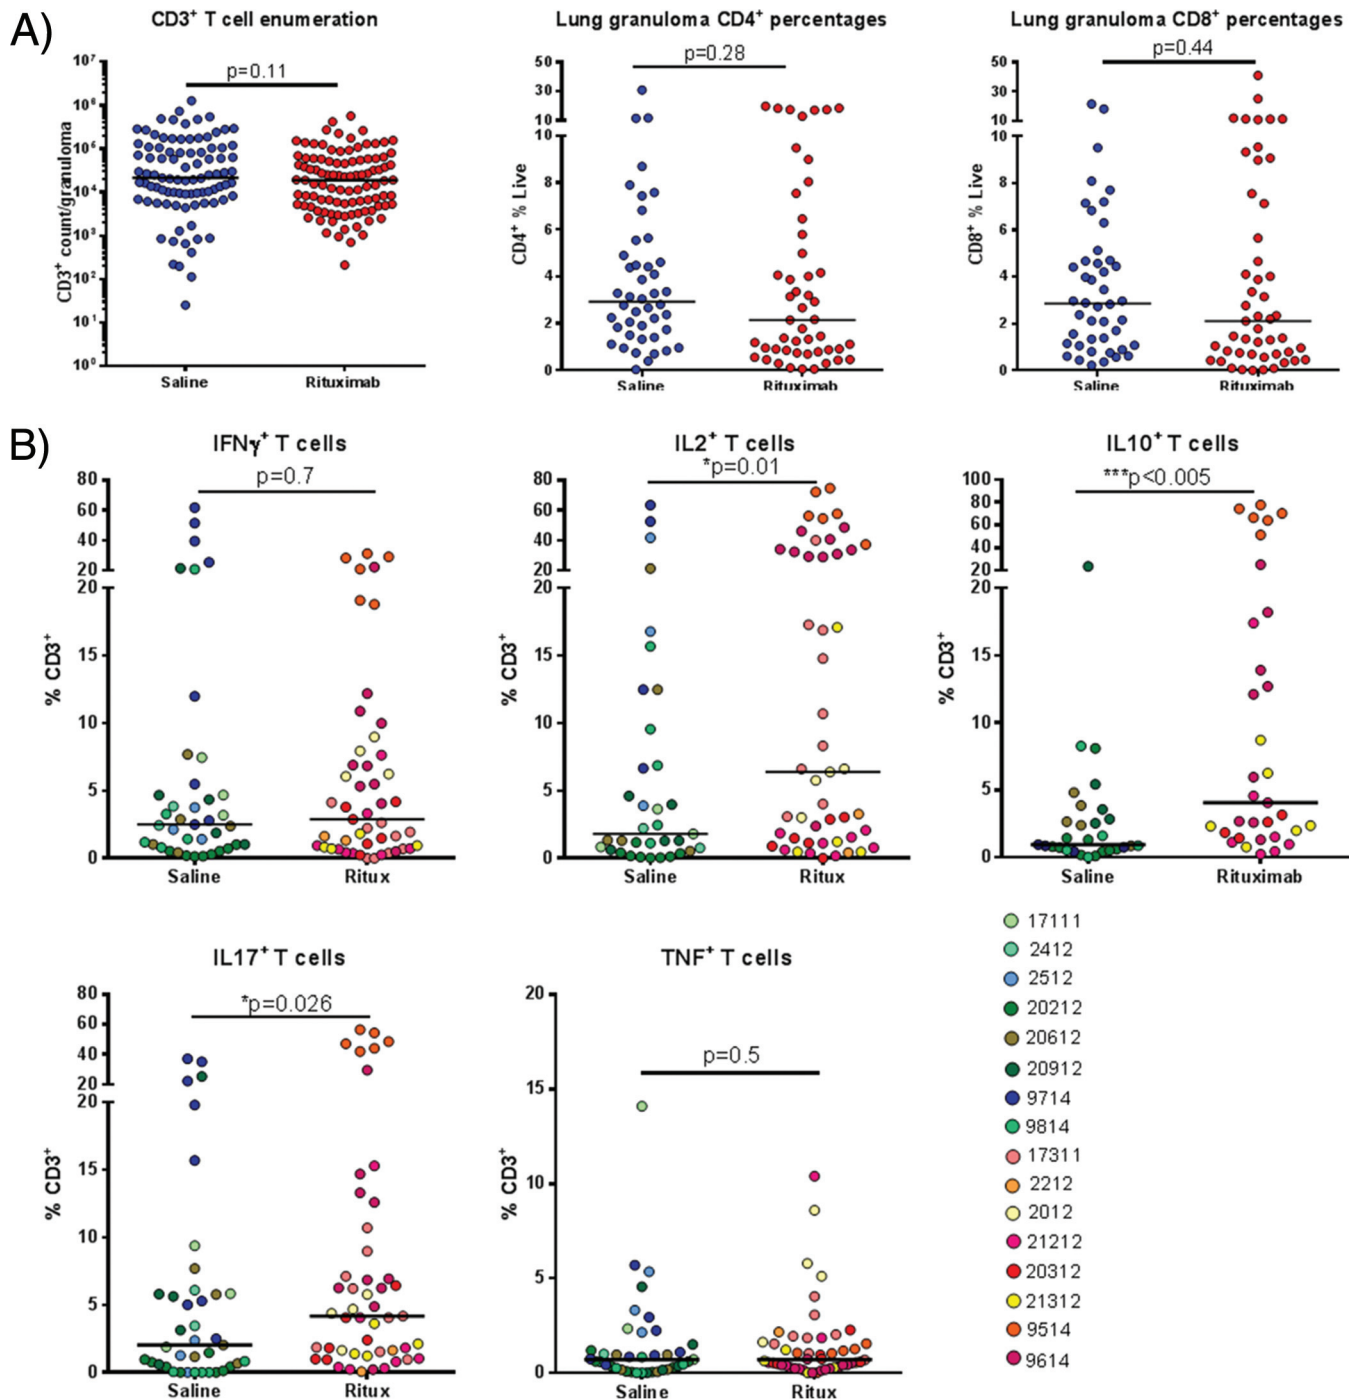 A)
CD3+ T cell enumeration
p=0.11
CD3+ count/granuloma
10^7
10^6
10^6
10^4
10^3
10^2
10^1
10^0
Saline
Rituximab
Lung granuloma CD4+ percentages
p=0.28
CD4+ % Live
50
30
10
10
8
6
4
2
0
Saline
Rituximab
Lung granuloma CD8+ percentages
p=0.44
CD8+ % Live
50
30
10
10
8
6
4
2
0
Saline
Rituximab
B)
IFNγ+ T cells
p=0.7
% CD3+
80
60
40
20
20
15
10
5
0
Saline
Ritux
IL2+ T cells
*p=0.01
% CD3+
80
60
40
20
20
15
10
5
0
Saline
Ritux
IL10+ T cells
***p<0.005
% CD3+
100
80
60
40
20
20
15
10
5
0
Saline
Rituximab
IL17+ T cells
*p=0.026
% CD3+
80
60
40
20
20
15
10
5
0
Saline
Ritux
TNF+ T cells
p=0.5
% CD3+
20
15
10
5
0
Saline
Ritux
17111
2412
2512
20212
20612
20912
9714
9814
17311
2212
2012
21212
20312
21312
9514
9614